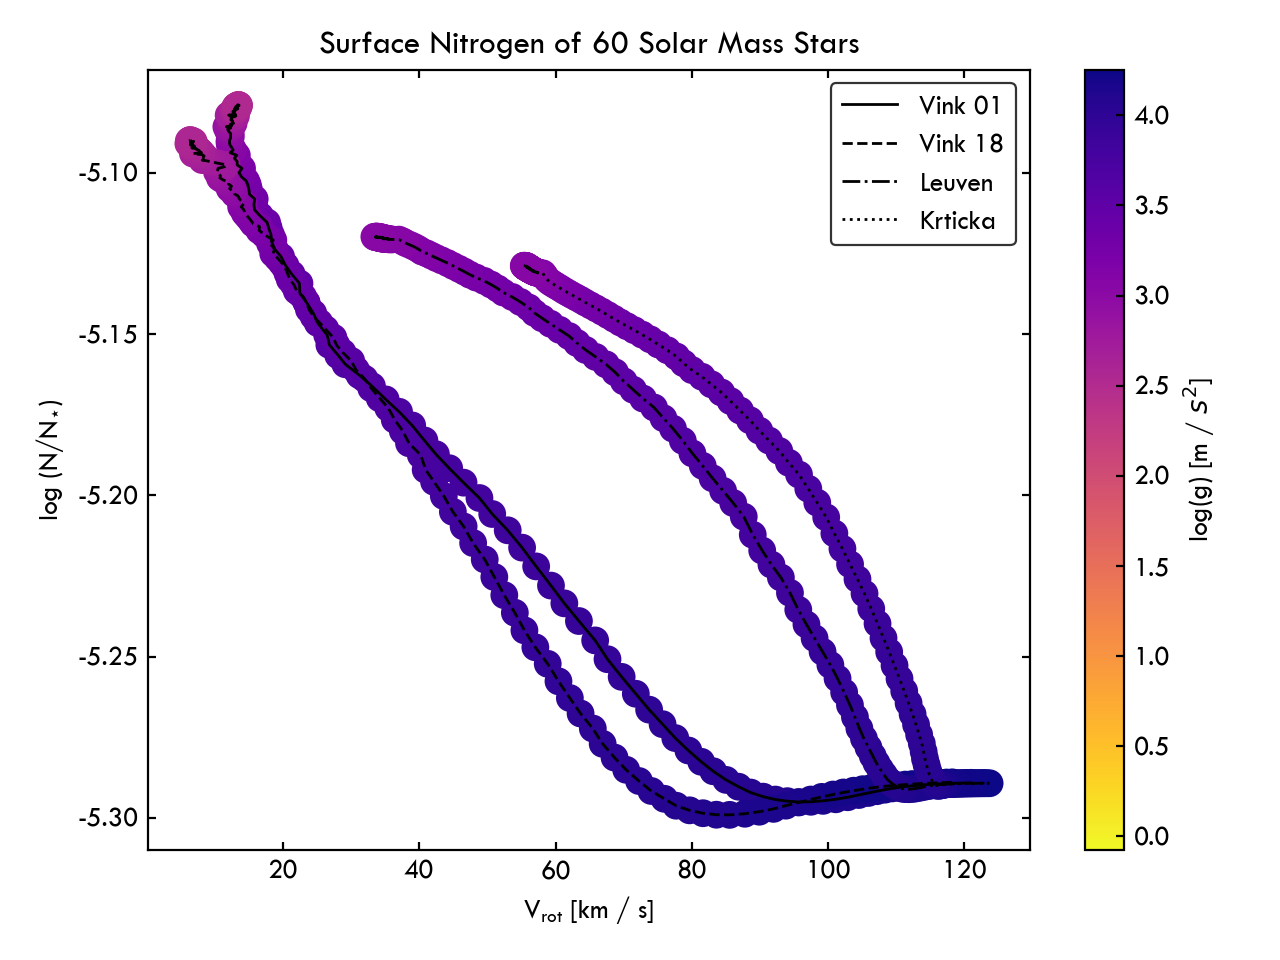 Surface Nitrogen of 60 Solar Mass Stars
Vink 01
Vink 18
Leuven
Krticka
-5.10
-5.15
-5.20
-5.25
-5.30
log (N/N⋆)
20 40 60 80 100 120
V_rot [km / s]
4.0
3.5
3.0
2.5
2.0
1.5
1.0
0.5
0.0
log(g) [m / s²]